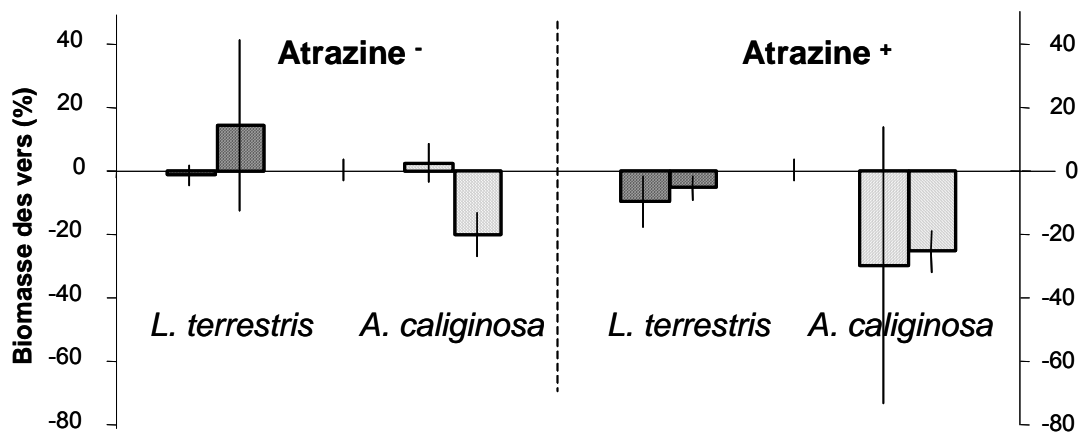 Atrazine - Atrazine +
Biomasse des vers (%)
40 40
20 20
0 0
-20 -20
-40 -40
L. terrestris A. caliginosa L. terrestris A. caliginosa
-60 -60
-80 -80